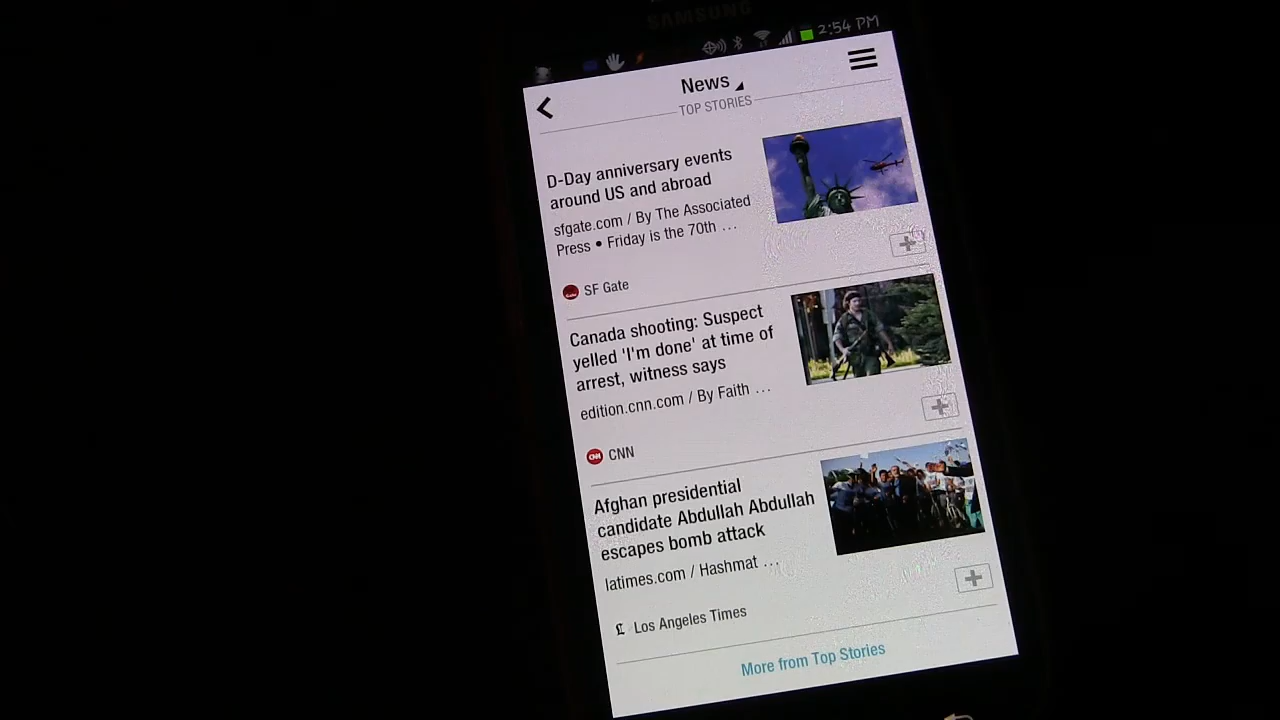 SAMSUNG
2:54 PM
News
TOP STORIES
D-Day anniversary events
around US and abroad
sfgate.com / By The Associated
Press • Friday is the 70th ...
SF Gate
Canada shooting: Suspect
yelled 'I'm done' at time of
arrest, witness says
edition.cnn.com / By Faith ...
CNN
CNN
Afghan presidential
candidate Abdullah Abdullah
escapes bomb attack
latimes.com / Hashmat ...
Los Angeles Times
More from Top Stories